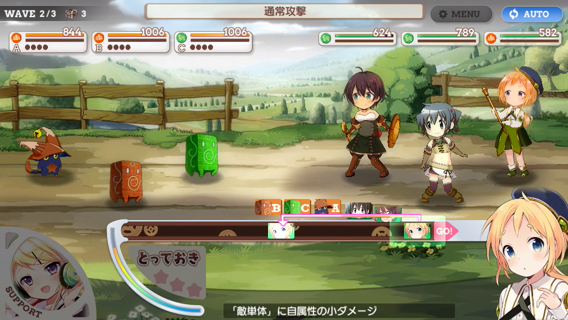 WAVE 2/3 3
通常攻撃
MENU
AUTO
844
1006
1006
624
789
582
A
B
C
B C A
GO!
とっておき
SUPPORT
「敵単体」に自属性の小ダメージ